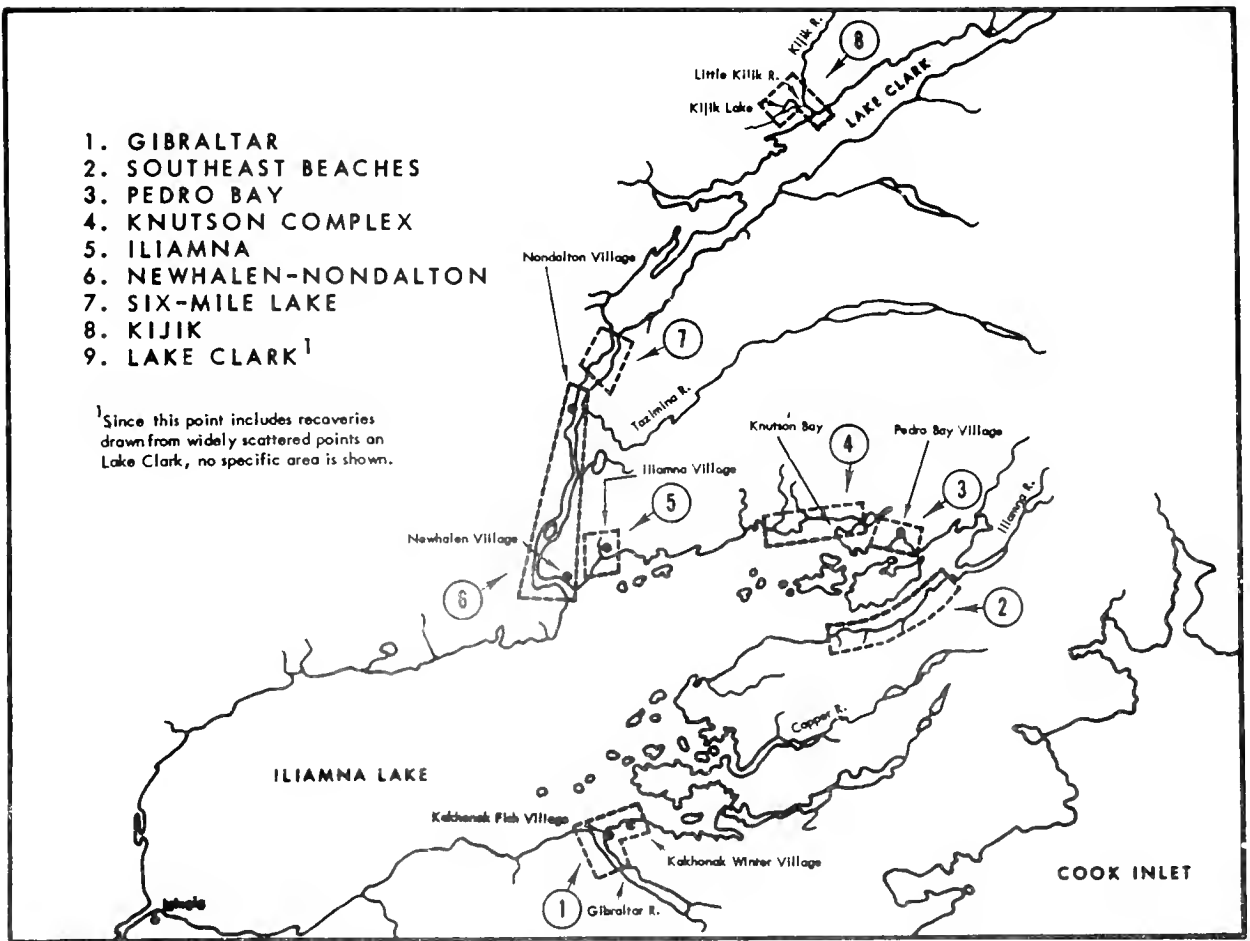 1. GIBRALTAR
2. SOUTHEAST BEACHES
3. PEDRO BAY
4. KNUTSON COMPLEX
5. ILIAMNA
6. NEWHALEN-NONDALTON
7. SIX-MILE LAKE
8. KIJIK
9. LAKE CLARK1
1Since this point includes recoveries
drawn from widely scattered points on
Lake Clark, no specific area is shown.
Kijik R.
8
Little Kijik R.
Kijik Lake
LAKE CLARK
Nondalton Village
7
Tazimina R.
Knutson Bay
4
Pedro Bay Village
Iliamna Village
3
5
Iliamna R.
Newhalen Village
6
2
Copper R.
ILIAMNA LAKE
Kakhonak Fish Village
Kakhonak Winter Village
COOK INLET
1
Gibraltar R.